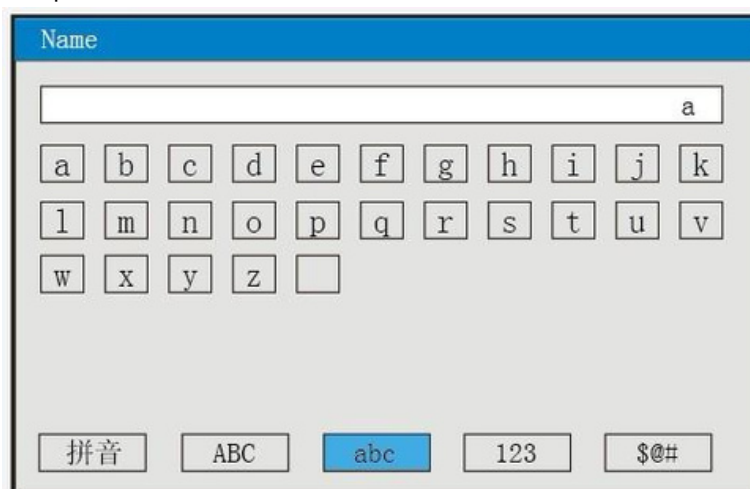 Name
a
a b c d e f g h i j k
l m n o p q r s t u v
w x y z
拼音 ABC abc 123 $@#